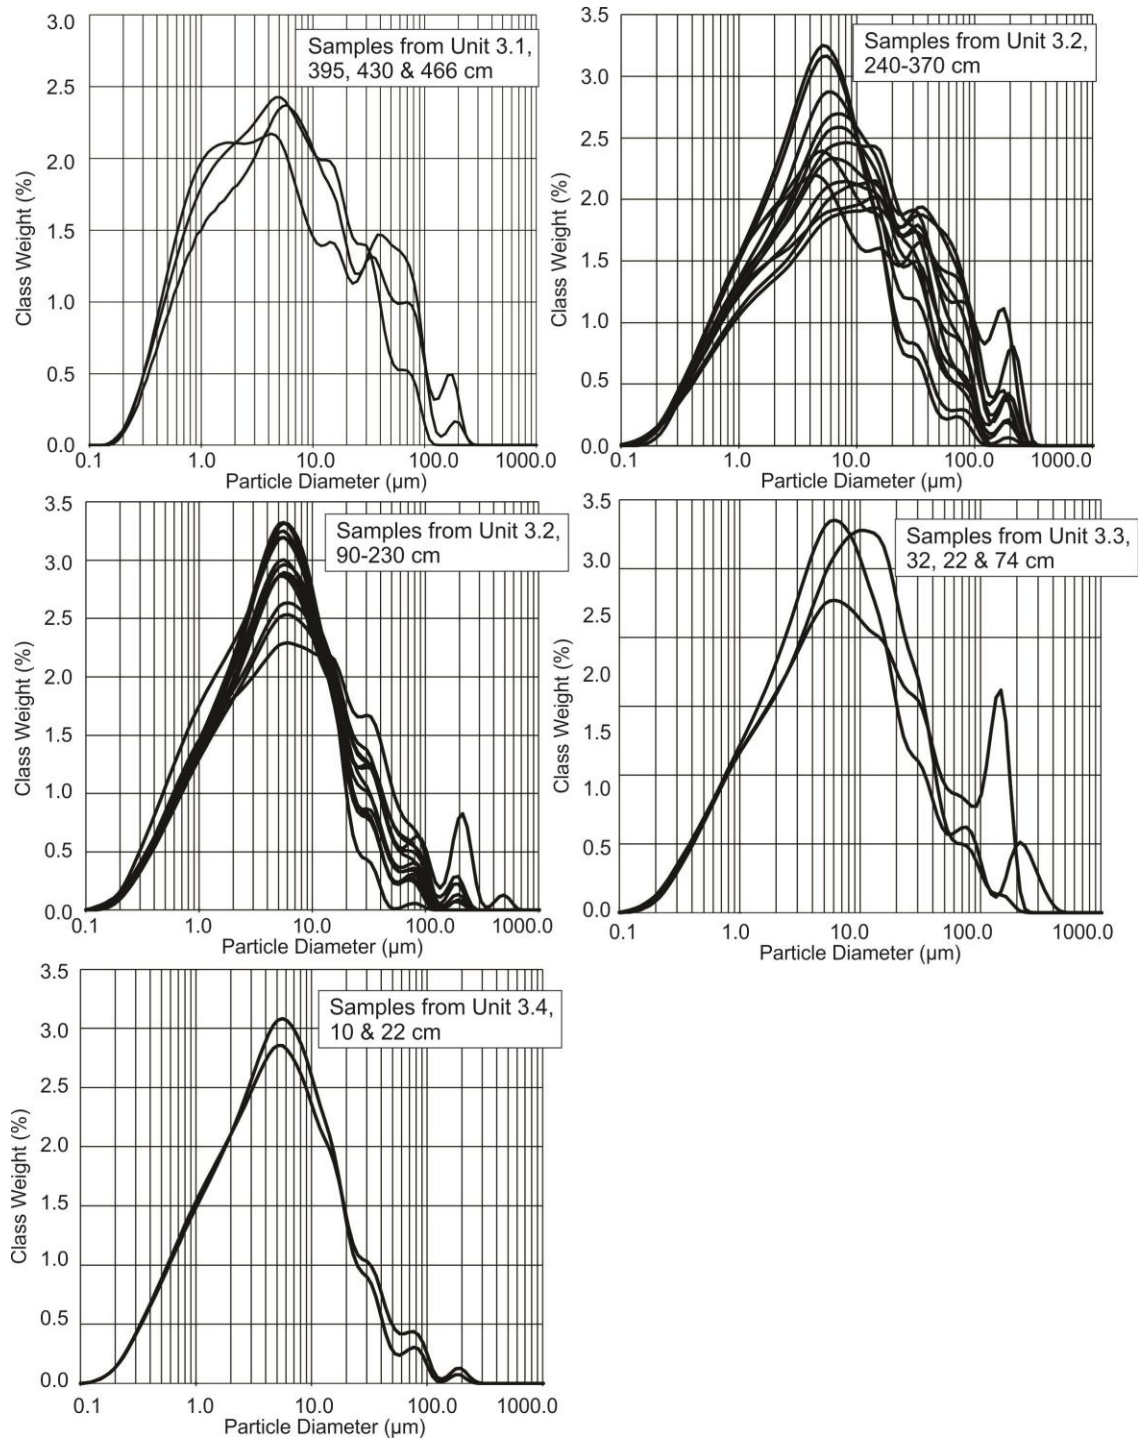 3.0
Samples from Unit 3.1,
395, 430 & 466 cm
2.5
2.0
1.5
1.0
0.5
0.0
Class Weight (%)
0.1 1.0 10.0 100.0 1000.0
Particle Diameter (µm)
3.5
Samples from Unit 3.2,
240-370 cm
3.0
2.5
2.0
1.5
1.0
0.5
0.0
Class Weight (%)
0.1 1.0 10.0 100.0 1000.0
Particle Diameter (µm)
3.5
Samples from Unit 3.2,
90-230 cm
3.0
2.5
2.0
1.5
1.0
0.5
0.0
Class Weight (%)
0.1 1.0 10.0 100.0 1000.0
Particle Diameter (µm)
3.5
Samples from Unit 3.3,
32, 22 & 74 cm
3.0
2.5
2.0
1.5
1.0
0.5
0.0
Class Weight (%)
0.1 1.0 10.0 100.0 1000.0
Particle Diameter (µm)
3.5
Samples from Unit 3.4,
10 & 22 cm
3.0
2.5
2.0
1.5
1.0
0.5
0.0
Class Weight (%)
0.1 1.0 10.0 100.0 1000.0
Particle Diameter (µm)